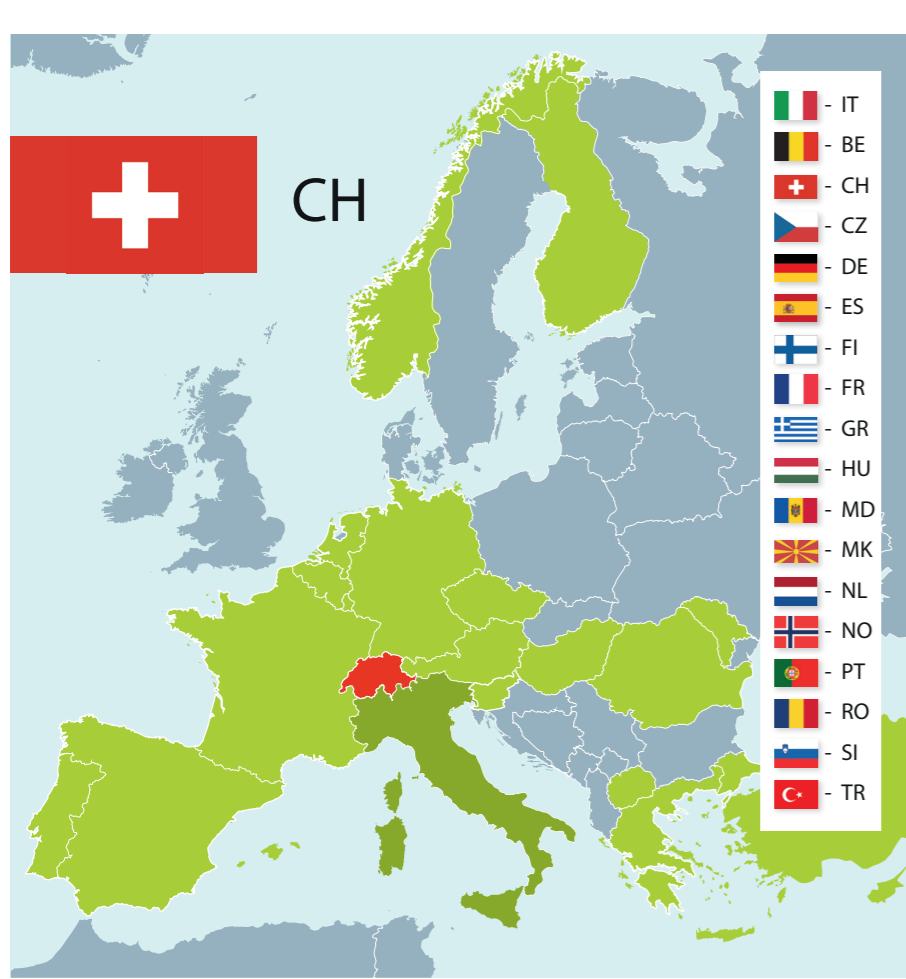 CH
- IT
- BE
- CH
- CZ
- DE
- ES
- FI
- FR
- GR
- HU
- MD
- MK
- NL
- NO
- PT
- RO
- SI
- TR